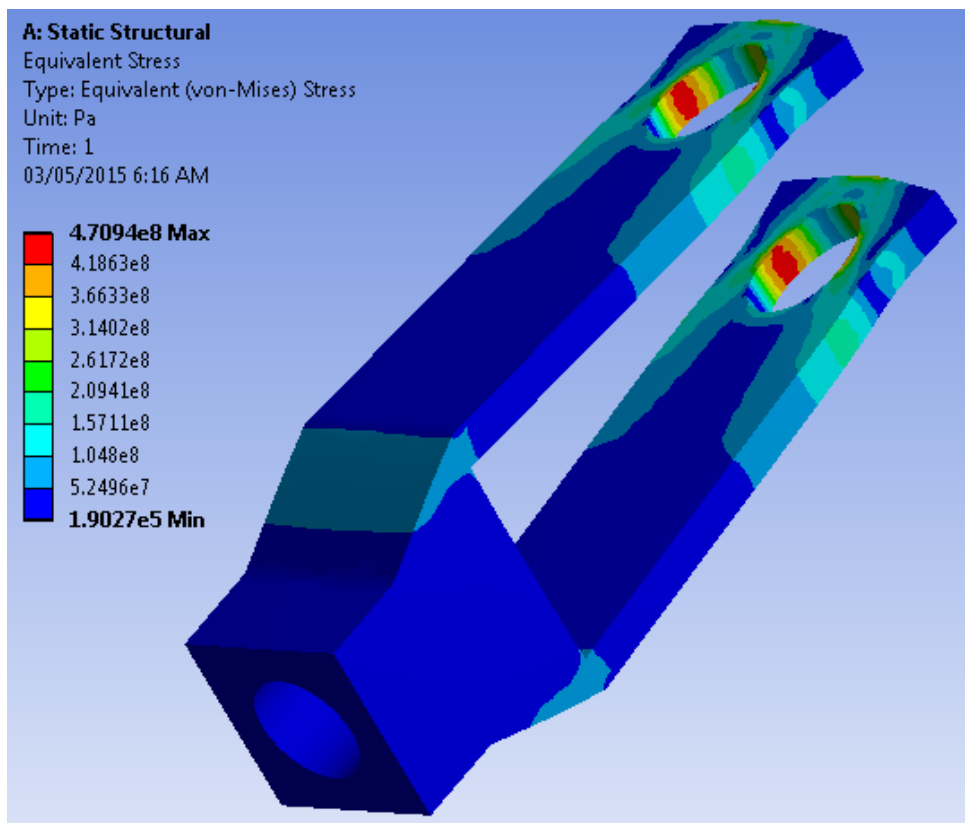 A: Static Structural
Equivalent Stress
Type: Equivalent (von-Mises) Stress
Unit: Pa
Time: 1
03/05/2015 6:16 AM
4.7094e8 Max
4.1863e8
3.6633e8
3.1402e8
2.6172e8
2.0941e8
1.5711e8
1.048e8
5.2496e7
1.9027e5 Min